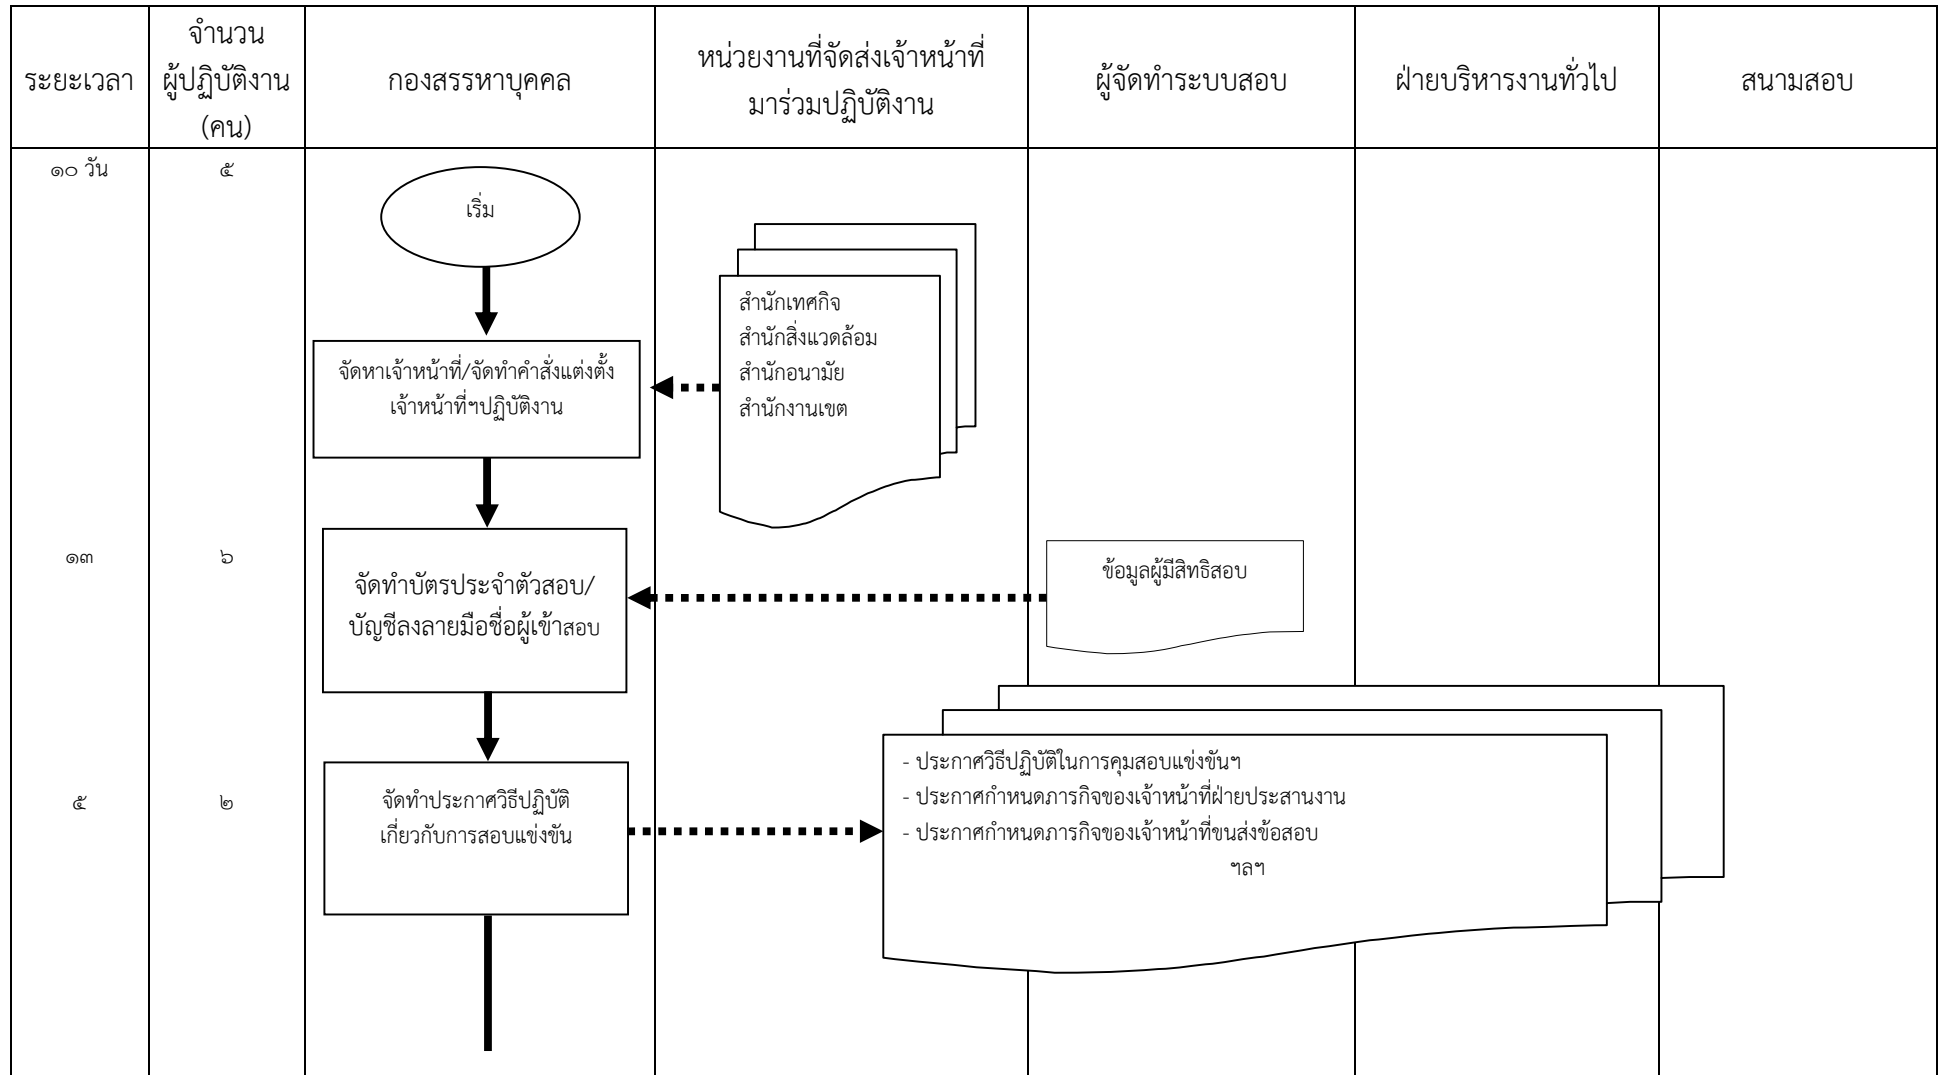 ระยะเวลา
จำนวน
ผู้ปฏิบัติงาน
(คน)
กองสรรหาบุคคล
หน่วยงานที่จัดส่งเจ้าหน้าที่
มาร่วมปฏิบัติงาน
ผู้จัดทำระบบสอบ
ฝ่ายบริหารงานทั่วไป
สนามสอบ
๑๐ วัน
๕
เริ่ม
สำนักเทศกิจ
สำนักสิ่งแวดล้อม
สำนักอนามัย
สำนักงานเขต
จัดหาเจ้าหน้าที่/จัดทำคำสั่งแต่งตั้ง
เจ้าหน้าที่ฯปฏิบัติงาน
๑๓
๖
จัดทำบัตรประจำตัวสอบ/
บัญชีลงลายมือชื่อผู้เข้าสอบ
ข้อมูลผู้มีสิทธิสอบ
๕
๒
จัดทำประกาศวิธีปฏิบัติ
เกี่ยวกับการสอบแข่งขัน
- ประกาศวิธีปฏิบัติในการคุมสอบแข่งขันฯ
- ประกาศกำหนดภารกิจของเจ้าหน้าที่ฝ่ายประสานงาน
- ประกาศกำหนดภารกิจของเจ้าหน้าที่ขนส่งข้อสอบ
ฯลฯ